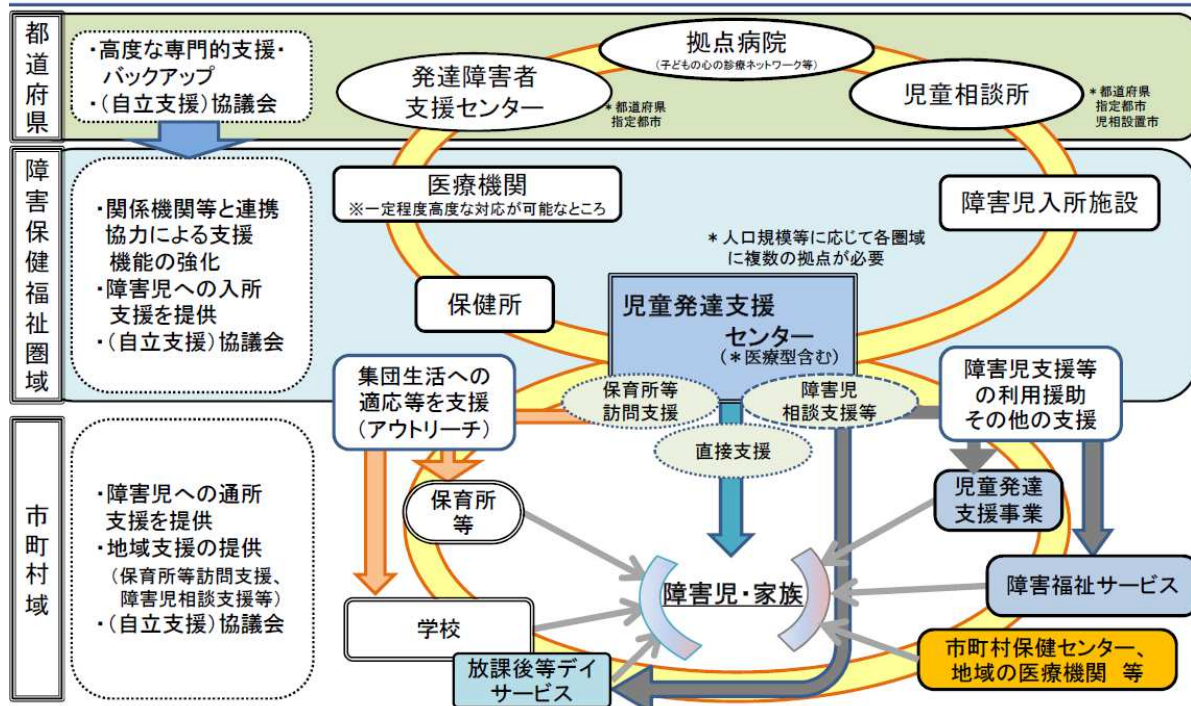 都道府県
・高度な専門的支援・
バックアップ
・(自立支援)協議会
拠点病院
(子どもの心の診療ネットワーク等)
発達障害者
支援センター
*都道府県
指定都市
児童相談所
*都道府県
指定都市
児相設置市
障害保健福祉圏域
・関係機関等と連携
協力による支援
機能の強化
・障害児への入所
支援を提供
・(自立支援)協議会
医療機関
※一定程度高度な対応が可能なところ
障害児入所施設
*人口規模等に応じて各圏域
に複数の拠点が必要
保健所
児童発達支援
センター
(*医療型含む)
集団生活への
適応等を支援
(アウトリーチ)
保育所等
訪問支援
障害児
相談支援等
直接支援
障害児支援等
の利用援助
その他の支援
市町村域
・障害児への通所
支援を提供
・地域支援の提供
(保育所等訪問支援、
障害児相談支援等)
・(自立支援)協議会
保育所
等
児童発達
支援事業
障害児・家族
障害福祉サービス
学校
放課後等デイ
サービス
市町村保健センター、
地域の医療機関 等